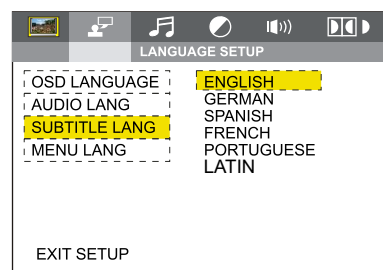 LANGUAGE SETUP
OSD LANGUAGE
AUDIO LANG
SUBTITLE LANG
MENU LANG
ENGLISH
GERMAN
SPANISH
FRENCH
PORTUGUESE
LATIN
EXIT SETUP